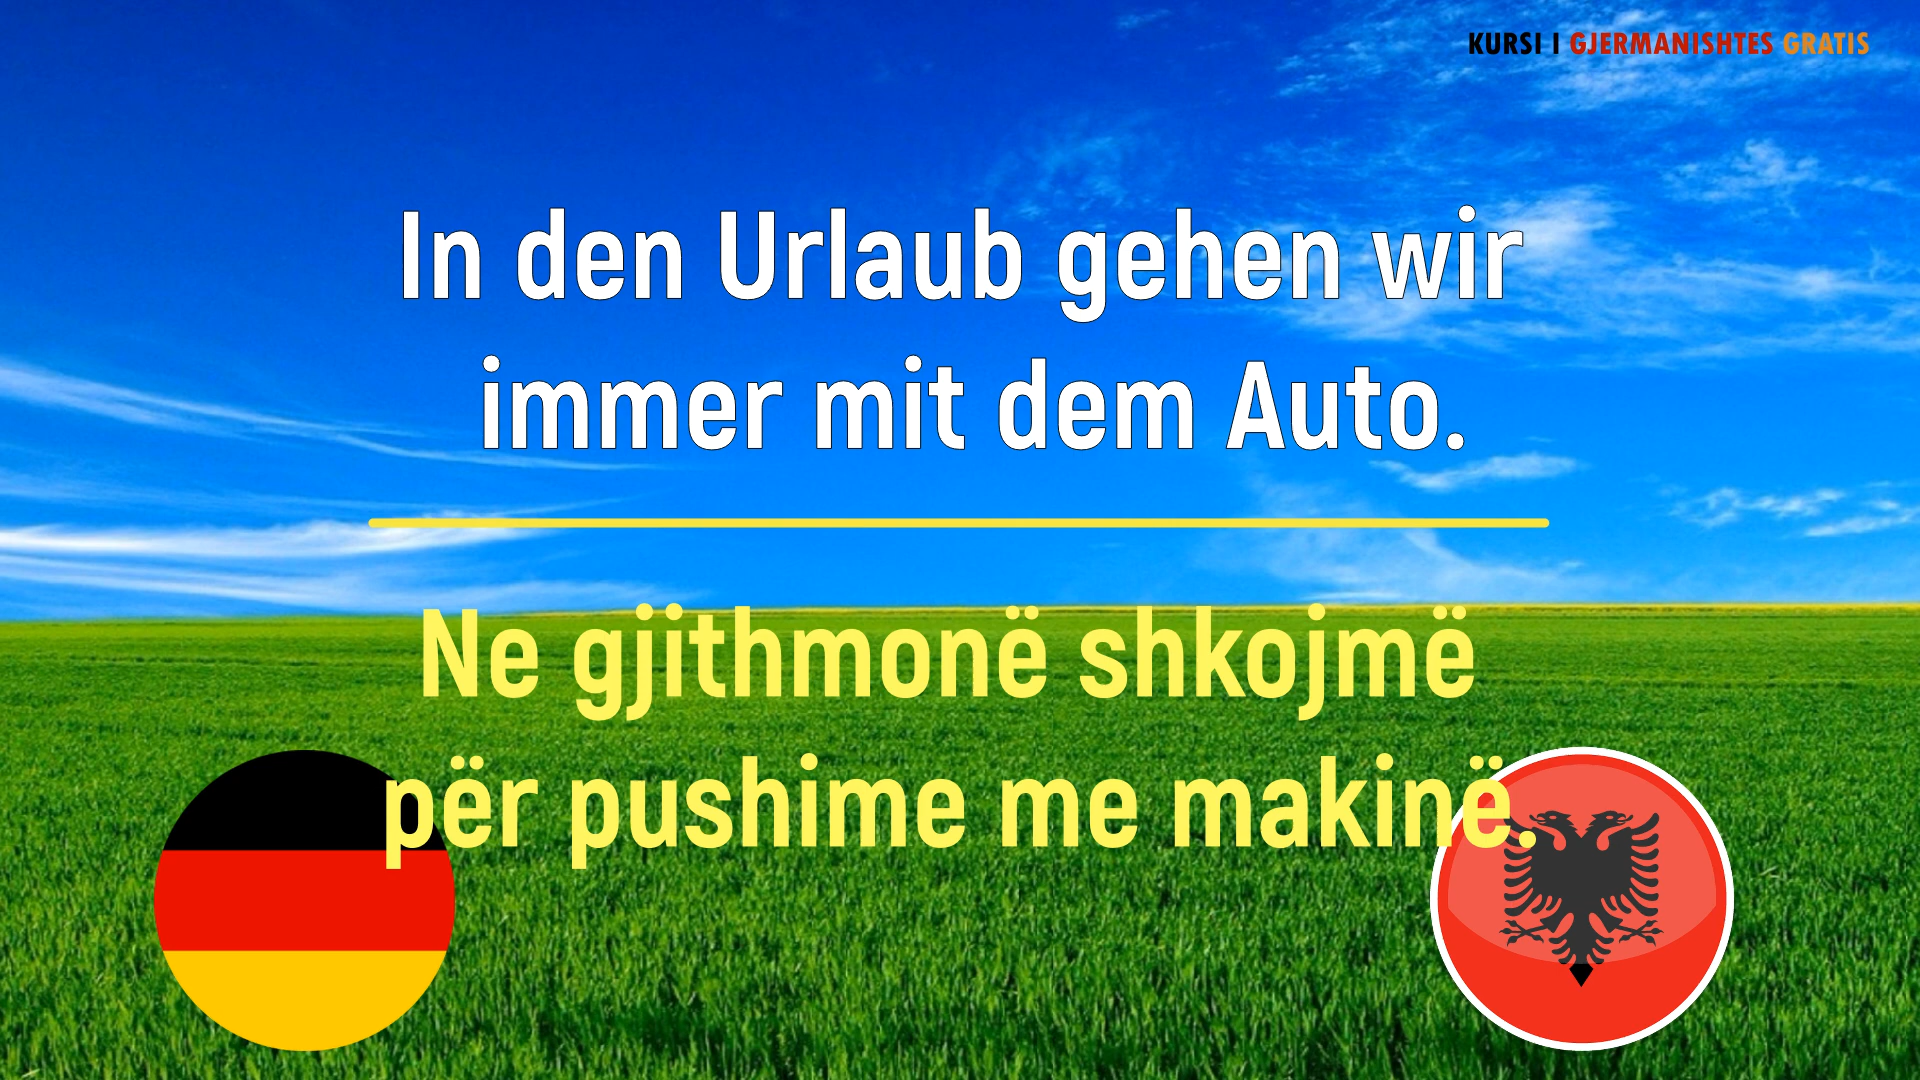 KURSI I GJERMANISHTES GRATIS
In den Urlaub gehen wir
immer mit dem Auto.
Ne gjithmonë shkojmë
për pushime me makinë.